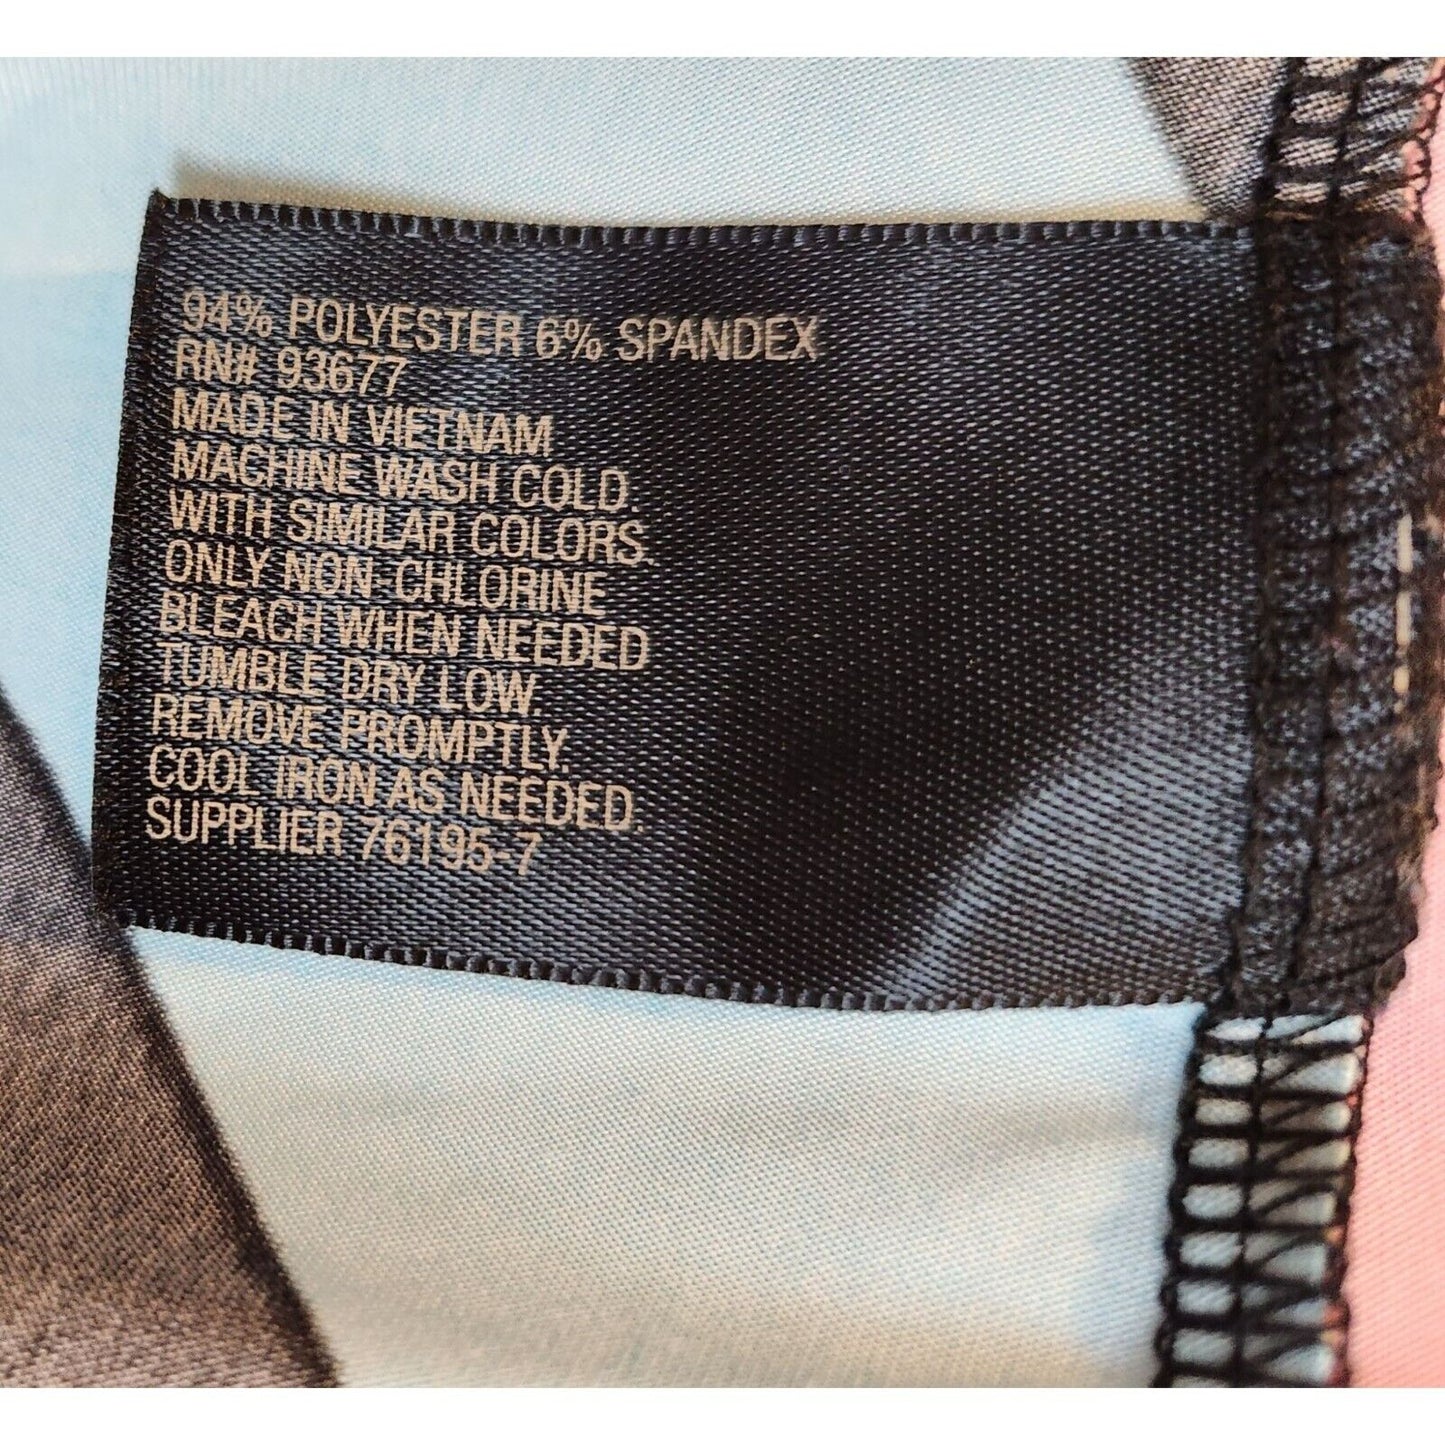 94% POLYESTER 6% SPANDEX
RN# 93677
MADE IN VIETNAM
MACHINE WASH COLD.
WITH SIMILAR COLORS.
ONLY NON-CHLORINE
BLEACH WHEN NEEDED
TUMBLE DRY LOW
REMOVE PROMPTLY.
COOL IRON AS NEEDED.
SUPPLIER 76195-7